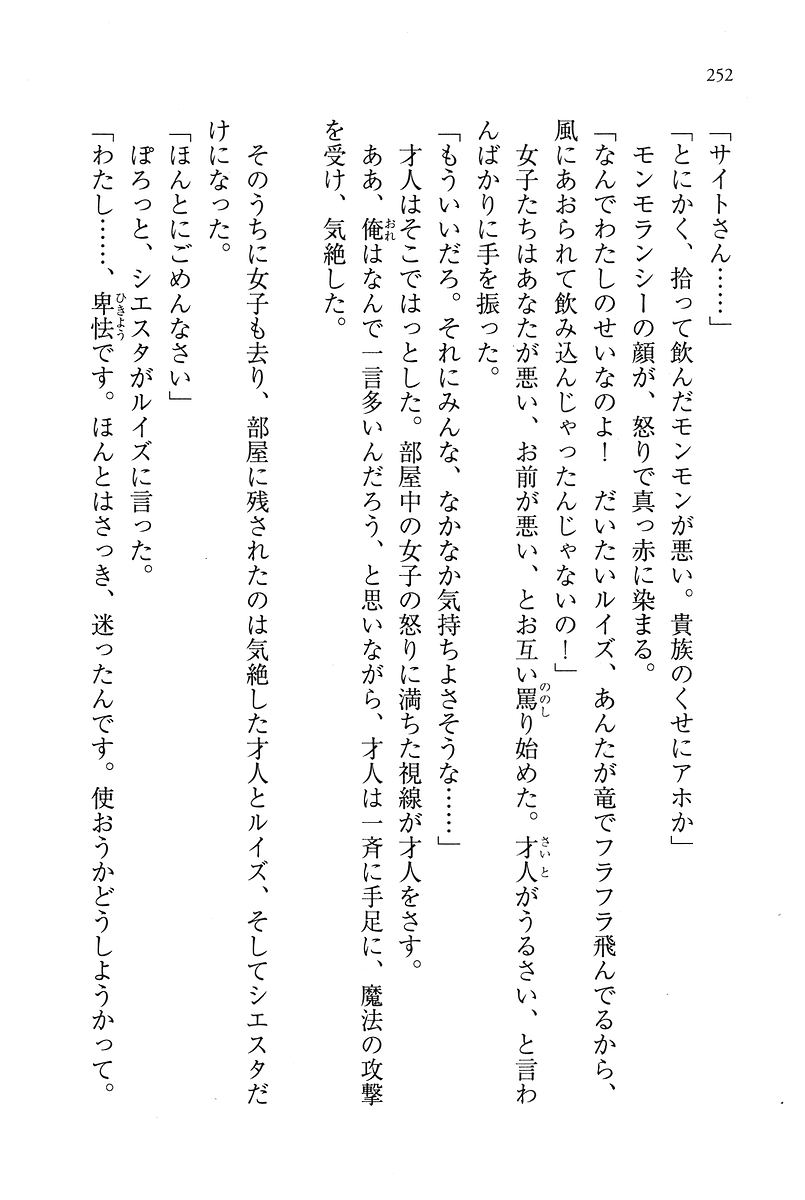 252
「サイトさん……」
「とにかく、拾って飲んだモンモンが悪い。貴族のくせにアホか」
モンモランシーの顔が、怒りで真っ赤に染まる。
「なんでわたしのせいなのよ！　だいたいルイズ、あんたが竜でフラフラ飛んでるから、
風にあおられて飲み込んじゃったんじゃないの！」
女子たちはあなたが悪い、お前が悪い、とお互い罵り始めた。才人がうるさい、と言わ
んばかりに手を振った。
「もういいだろ。それにみんな、なかなか気持ちよさそうな……」
才人はそこではっとした。部屋中の女子の怒りに満ちた視線が才人をさす。
ああ、俺はなんで一言多いんだろう、と思いながら、才人は一斉に手足に、魔法の攻撃
を受け、気絶した。
そのうちに女子も去り、部屋に残されたのは気絶した才人とルイズ、そしてシエスタだ
けになった。
「ほんとにごめんなさい」
ぽろっと、シエスタがルイズに言った。
「わたし……、卑怯です。ほんとはさっき、迷ったんです。使おうかどうしようかって。